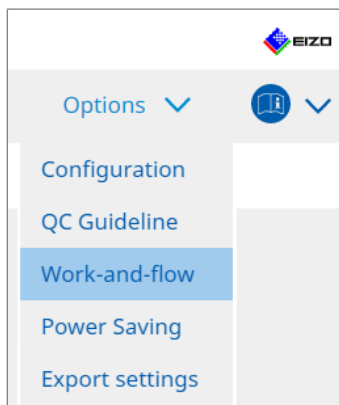 EIZO
Options
Configuration
QC Guideline
Work-and-flow
Power Saving
Export settings